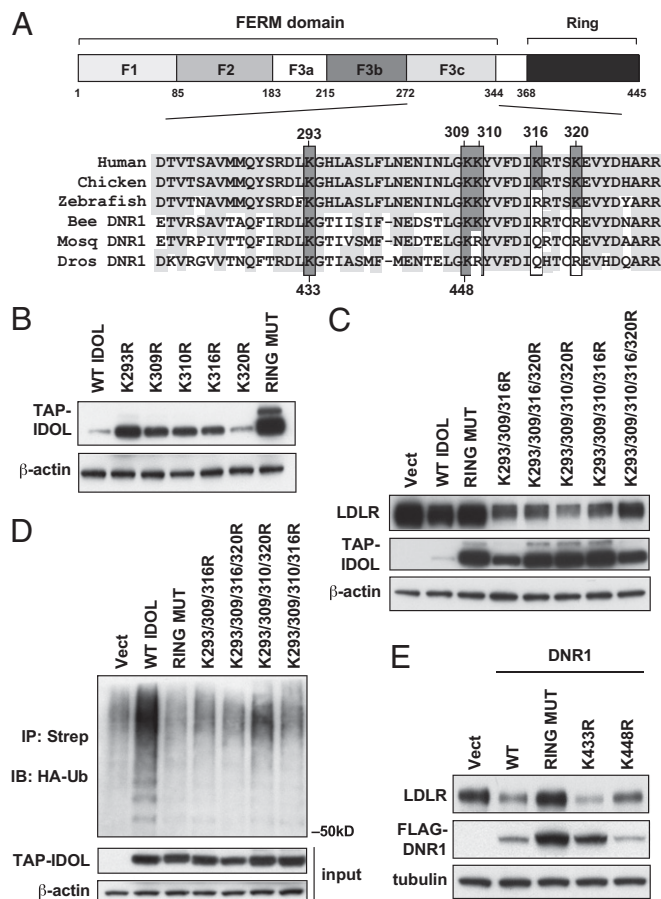 A
FERM domain
Ring
F1 F2 F3a F3b F3c
1 85 183 215 272 344 368 445
293 309 310 316 320
Human DTVTSAVMMQYSRDLKGHLASLFLNENINLGKKYVFDIKRTSKEVYDHARR
Chicken DTVTSAVMMQYSRDLKGHLASLFLNENINLGKKYVFDIKRTSKEVYDHARR
Zebrafish DTVTNAVMMQYSRDFKGHLASLFLNENINLGKKYVFDIRRTSKEVYDYARR
Bee DNR1 ETVRSAVTAQFIRDLKGTIISIF-NEDSTLGKKYVFDIRRTCREVYDNARR
Mosq DNR1 ETVRPIVTTQFIRDLKGTIVSMF-NEDTELGKRYVFDIQRTCREVYDAARR
Dros DNR1 DKVRGVVTNQFTRDLKGTIASMFM-MENTELGKRYVFDIQHTCREVHDQARR
433 448
B
WT IDOL
K293R
K309R
K310R
K316R
K320R
RING MUT
TAP-
IDOL
β-actin
C
Vect
WT IDOL
RING MUT
K293/309/316R
K293/309/316/320R
K293/309/310/320R
K293/309/310/316R
K293/309/310/316/320R
LDLR
TAP-
IDOL
β-actin
D
Vect
WT IDOL
RING MUT
K293/309/316R
K293/309/316/320R
K293/309/310/320R
K293/309/310/316R
IP: Strep
IB: HA-Ub
–50kD
TAP-IDOL
β-actin
input
E
DNR1
Vect
WT
RING MUT
K433R
K448R
LDLR
FLAG-
DNR1
tubulin